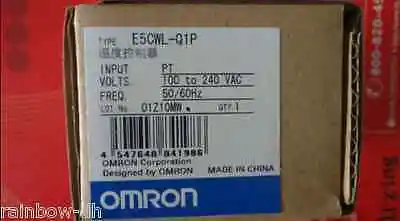 TYPE E5CWL-Q1P
温度控制器
INPUT PT
VOLTS 100 to 240 VAC
FREQ. 50/60Hz
LOT No. 01Z10MW. QTY.1
4 547648 841986
OMRON Corporation
Designed by OMRON MADE IN CHINA
OMRON
rainbow-jih